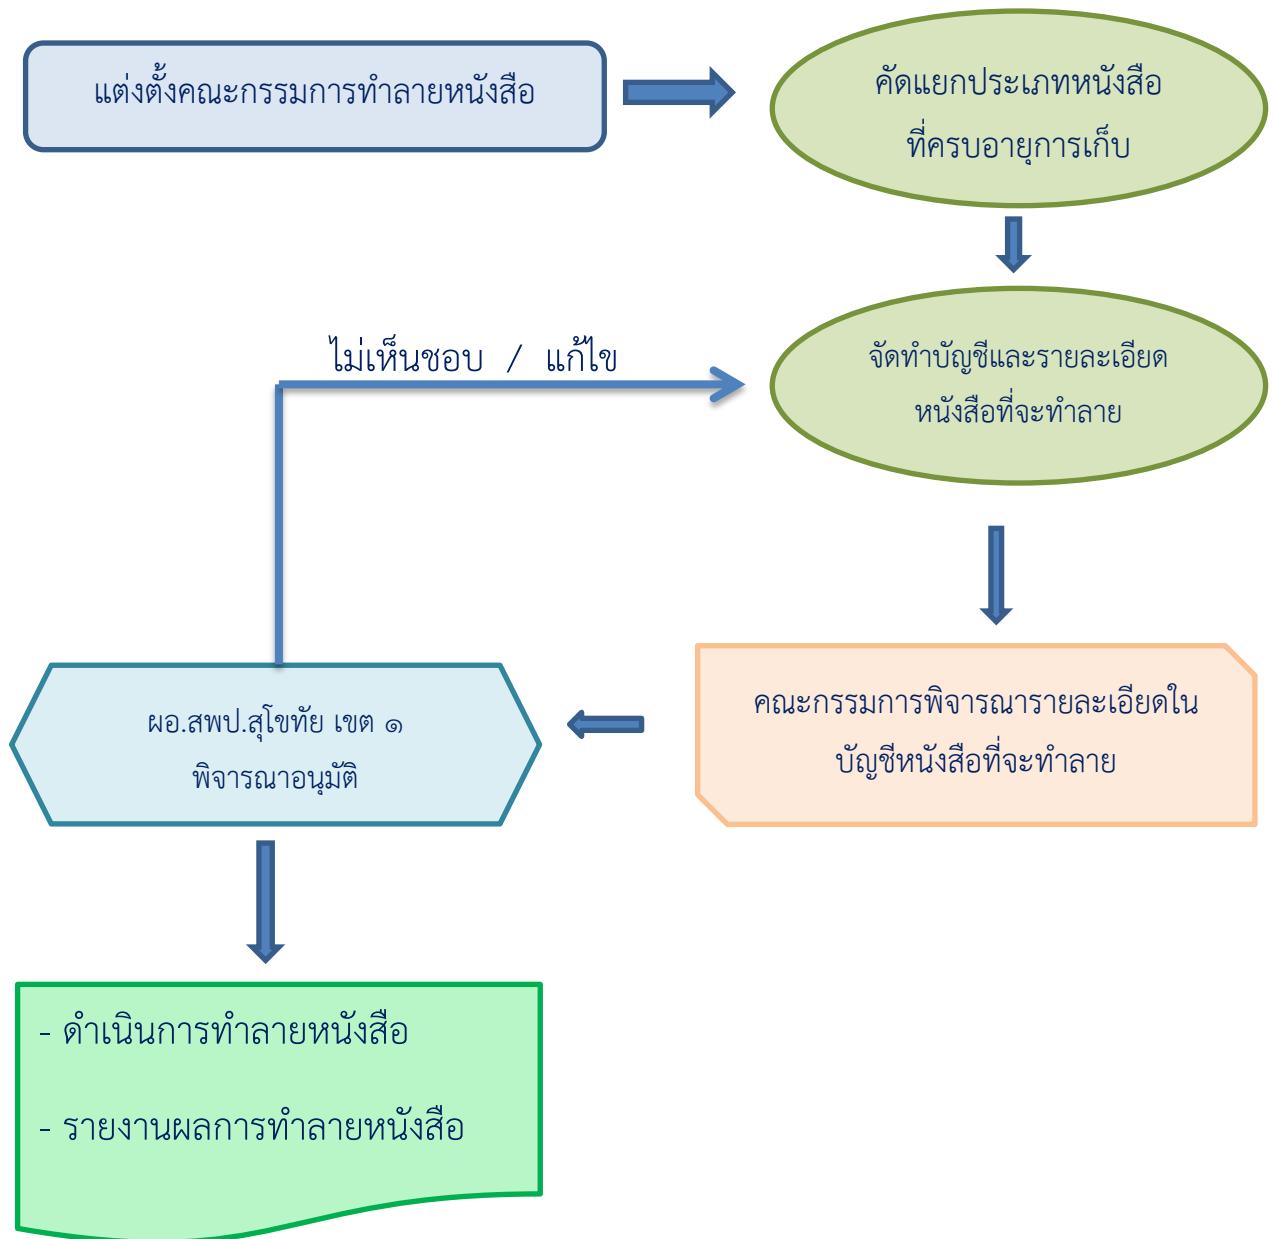 แต่งตั้งคณะกรรมการทำลายหนังสือ
คัดแยกประเภทหนังสือ
ที่ครบอายุการเก็บ
ไม่เห็นชอบ / แก้ไข
จัดทำบัญชีและรายละเอียด
หนังสือที่จะทำลาย
คณะกรรมการพิจารณารายละเอียดใน
บัญชีหนังสือที่จะทำลาย
ผอ.สพป.สุโขทัย เขต ๑
พิจารณาอนุมัติ
- ดำเนินการทำลายหนังสือ
- รายงานผลการทำลายหนังสือ